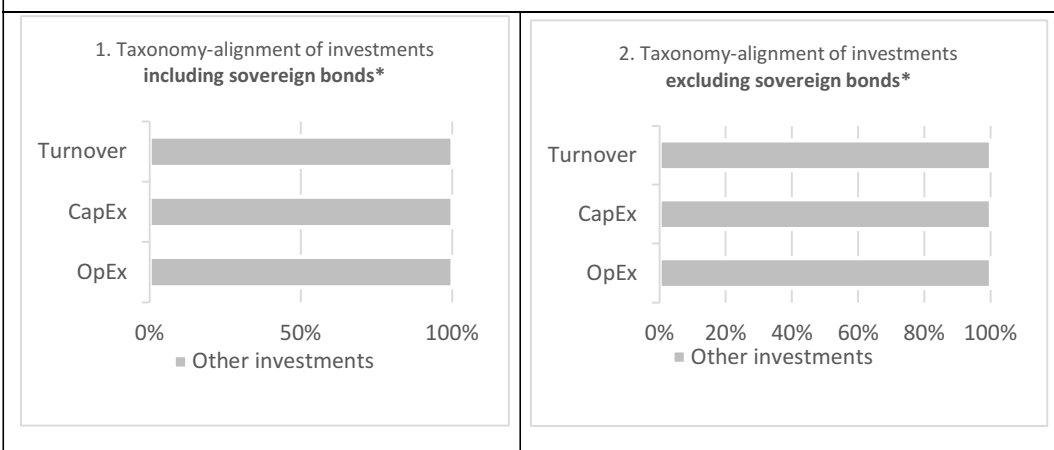 1. Taxonomy-alignment of investments
including sovereign bonds*
Turnover
CapEx
OpEx
0% 50% 100%
Other investments
2. Taxonomy-alignment of investments
excluding sovereign bonds*
Turnover
CapEx
OpEx
0% 20% 40% 60% 80% 100%
Other investments